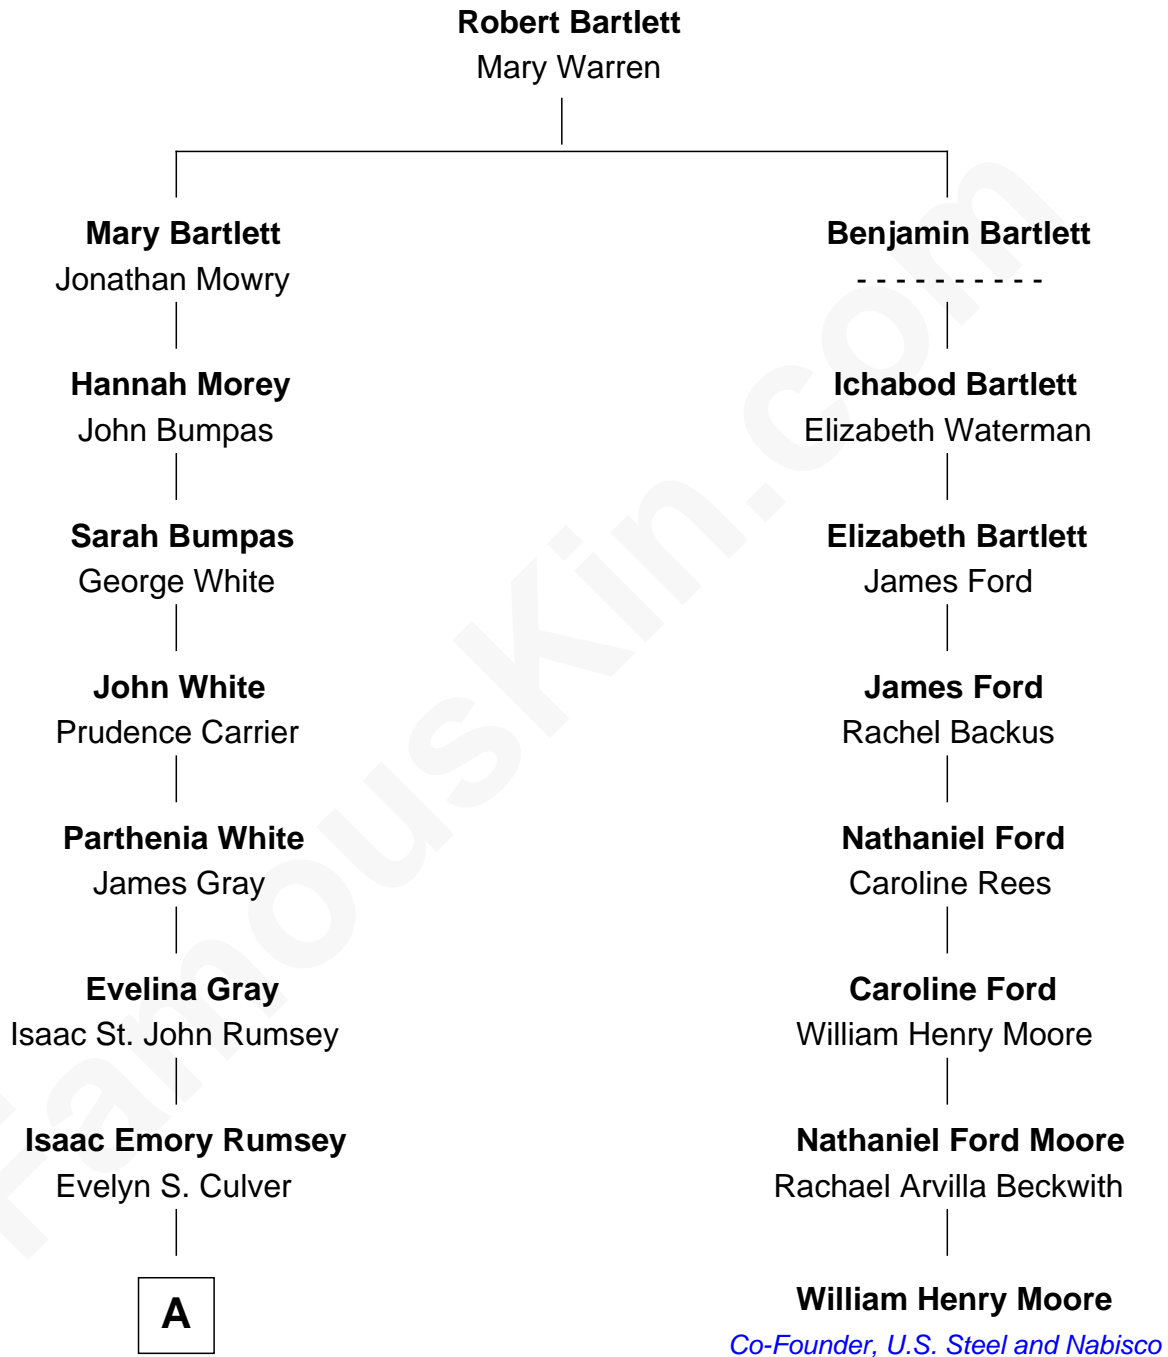 Robert Bartlett
Mary Warren
Mary Bartlett
Jonathan Mowry
Benjamin Bartlett
- - - - - - - - - -
Hannah Morey
John Bumpas
Ichabod Bartlett
Elizabeth Waterman
Sarah Bumpas
George White
Elizabeth Bartlett
James Ford
John White
Prudence Carrier
James Ford
Rachel Backus
Parthenia White
James Gray
Nathaniel Ford
Caroline Rees
Evelina Gray
Isaac St. John Rumsey
Caroline Ford
William Henry Moore
Isaac Emory Rumsey
Evelyn S. Culver
Nathaniel Ford Moore
Rachael Arvilla Beckwith
A
William Henry Moore
Co-Founder, U.S. Steel and Nabisco
FamousKin.com